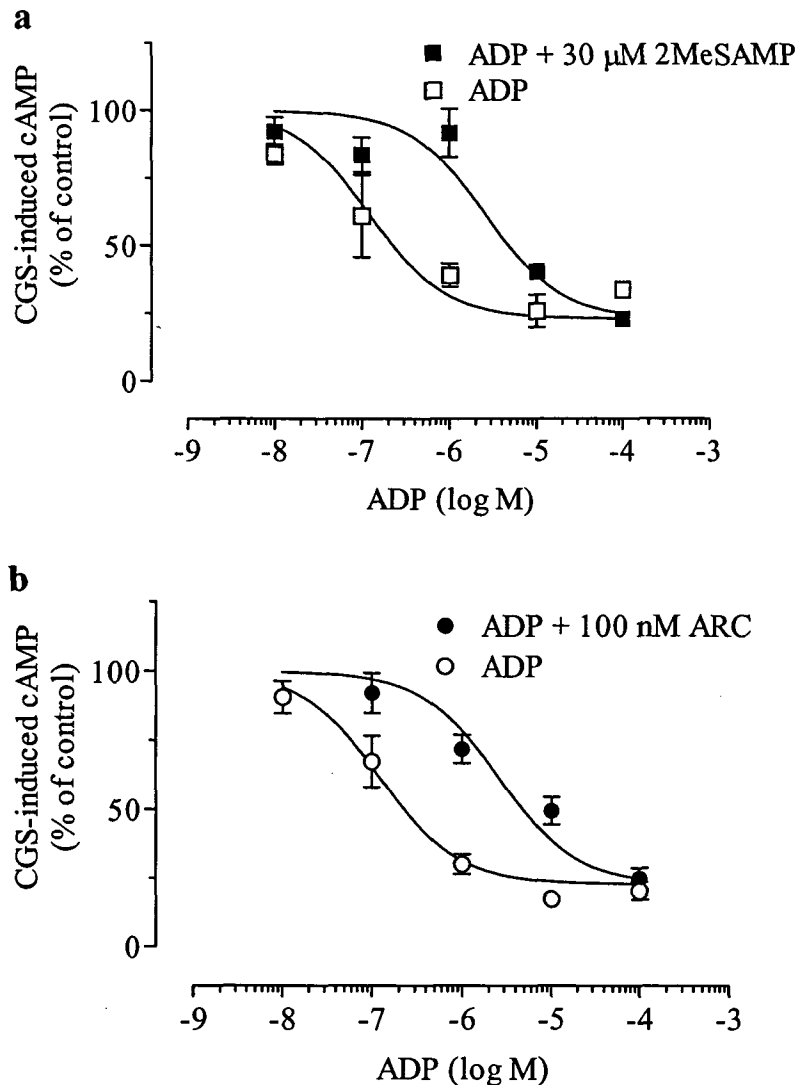 a
ADP + 30 µM 2MeSAMP
ADP
CGS-induced cAMP
(% of control)
100
50
0
-9 -8 -7 -6 -5 -4 -3
ADP (log M)
b
ADP + 100 nM ARC
ADP
CGS-induced cAMP
(% of control)
100
50
0
-9 -8 -7 -6 -5 -4 -3
ADP (log M)